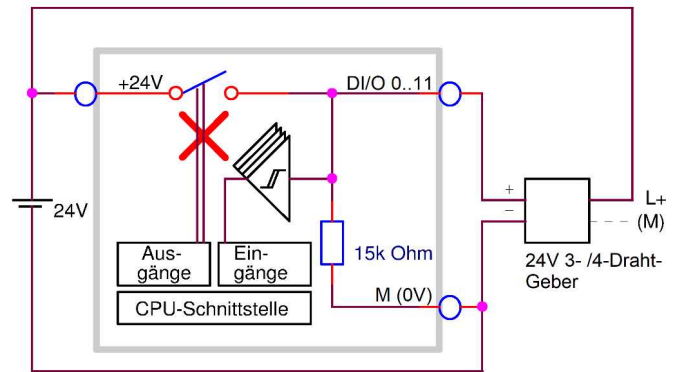 +24V
DI/O 0..11
24V
+
−
L+
(M)
24V 3- /4-Draht-
Geber
15k Ohm
Aus-
gänge
Ein-
gänge
M (0V)
CPU-Schnittstelle